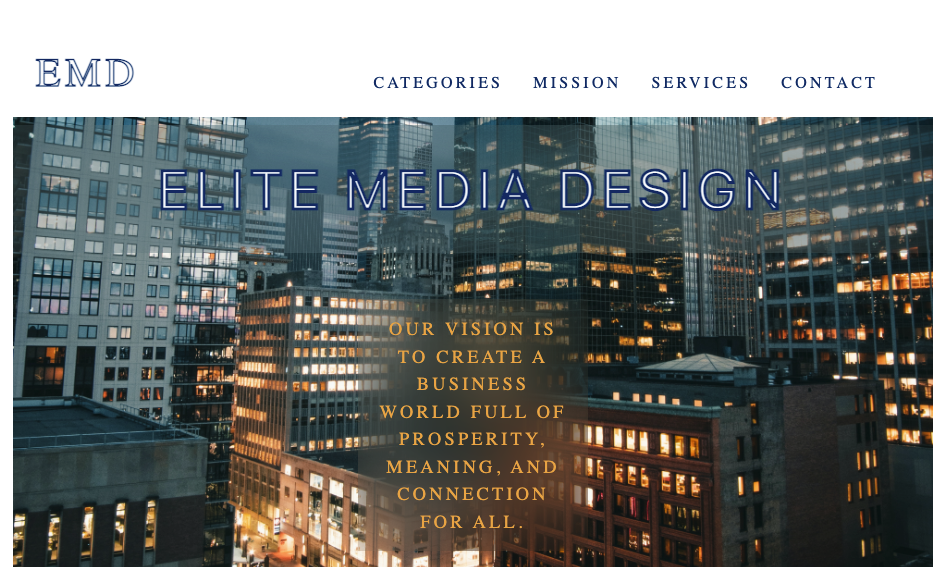 EMD
CATEGORIES MISSION SERVICES CONTACT
ELITE MEDIA DESIGN
OUR VISION IS
TO CREATE A
BUSINESS
WORLD FULL OF
PROSPERITY,
MEANING, AND
CONNECTION
FOR ALL.